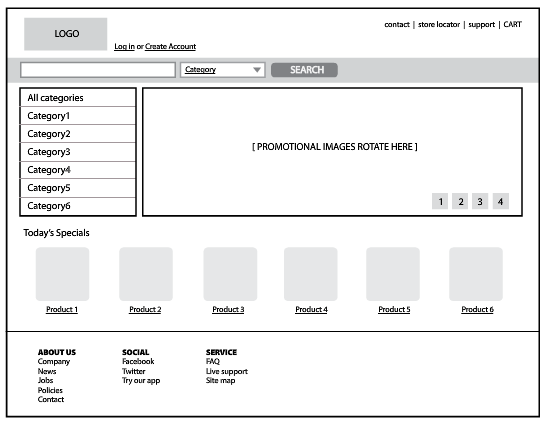 LOGO
contact | store locator | support | CART
Log in or Create Account
Category
SEARCH
All categories
Category1
Category2
Category3
Category4
Category5
Category6
[ PROMOTIONAL IMAGES ROTATE HERE ]
1 2 3 4
Today's Specials
Product 1 Product 2 Product 3 Product 4 Product 5 Product 6
ABOUT US
Company
News
Jobs
Policies
Contact
SOCIAL
Facebook
Twitter
Try our app
SERVICE
FAQ
Live support
Site map